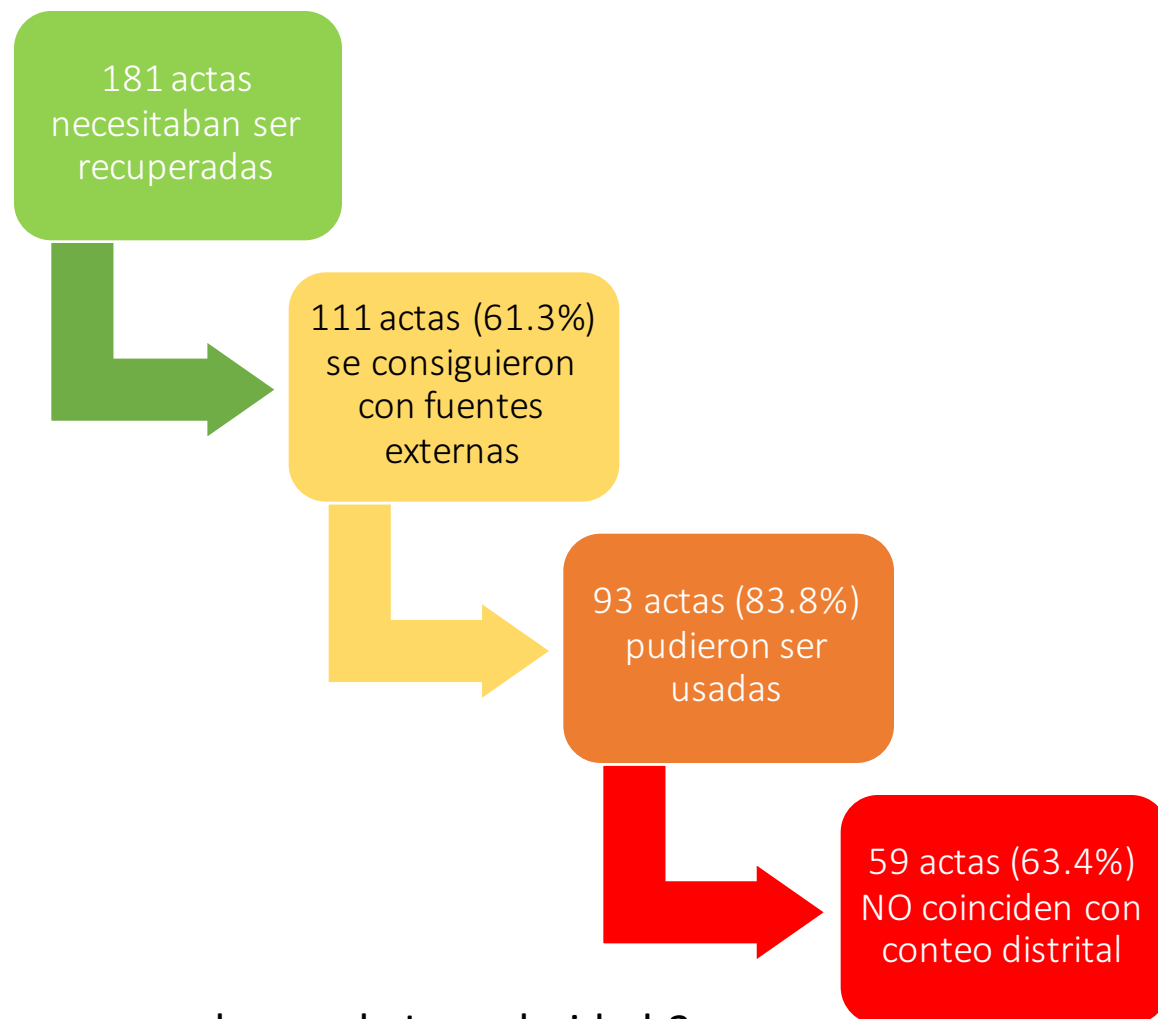 181 actas
necesitaban ser
recuperadas
111 actas (61.3%)
se consiguieron
con fuentes
externas
93 actas (83.8%)
pudieron ser
usadas
59 actas (63.4%)
NO coinciden con
conteo distrital